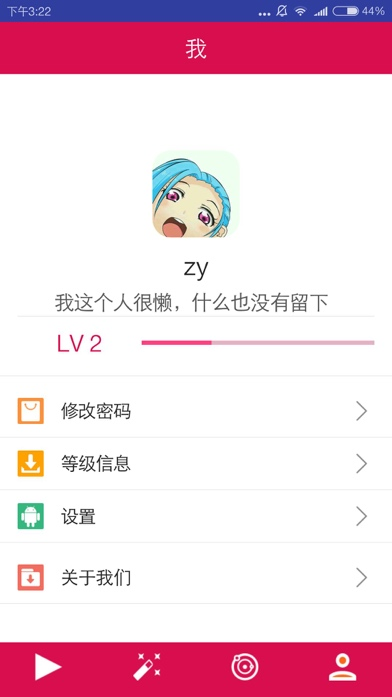 下午3:22
44%
我
zy
我这个人很懒，什么也没有留下
LV 2
修改密码
等级信息
设置
关于我们